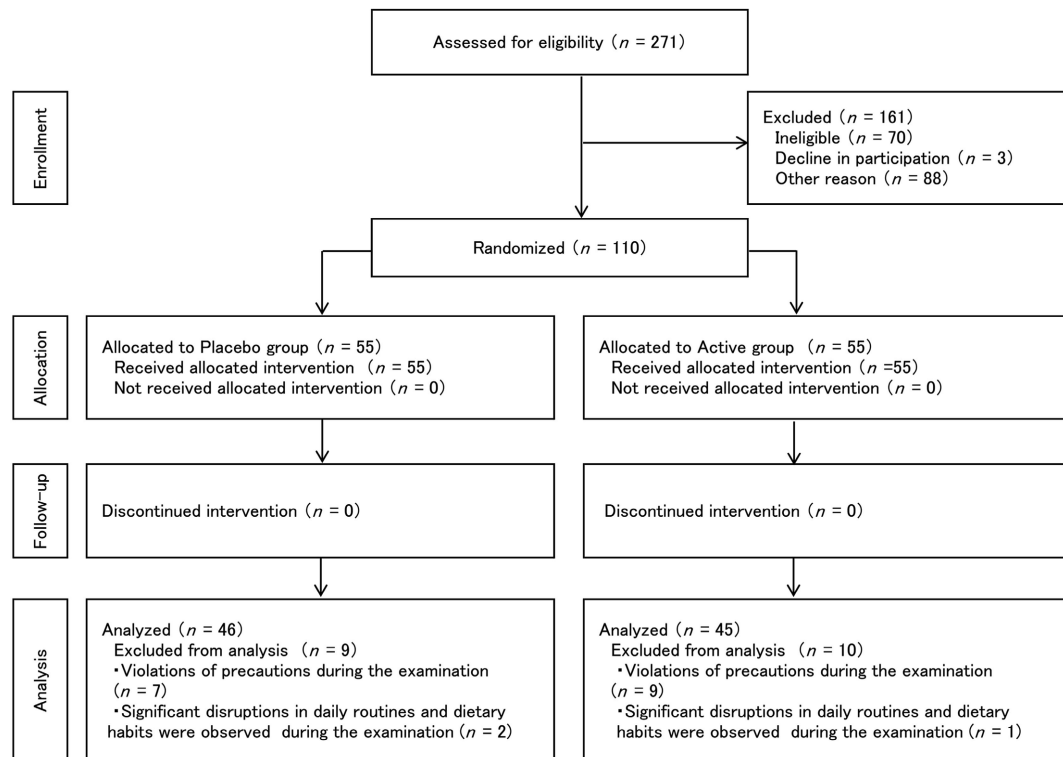 Assessed for eligibility (n = 271)
Enrollment
Excluded (n = 161)
Ineligible (n = 70)
Decline in participation (n = 3)
Other reason (n = 88)
Randomized (n = 110)
Allocation
Allocated to Placebo group (n = 55)
Received allocated intervention (n = 55)
Not received allocated intervention (n = 0)
Allocated to Active group (n = 55)
Received allocated intervention (n =55)
Not received allocated intervention (n = 0)
Follow-up
Discontinued intervention (n = 0)
Discontinued intervention (n = 0)
Analysis
Analyzed (n = 46)
Excluded from analysis (n = 9)
・Violations of precautions during the examination
(n = 7)
・Significant disruptions in daily routines and dietary
habits were observed during the examination (n = 2)
Analyzed (n = 45)
Excluded from analysis (n = 10)
・Violations of precautions during the examination
(n = 9)
・Significant disruptions in daily routines and dietary
habits were observed during the examination (n = 1)